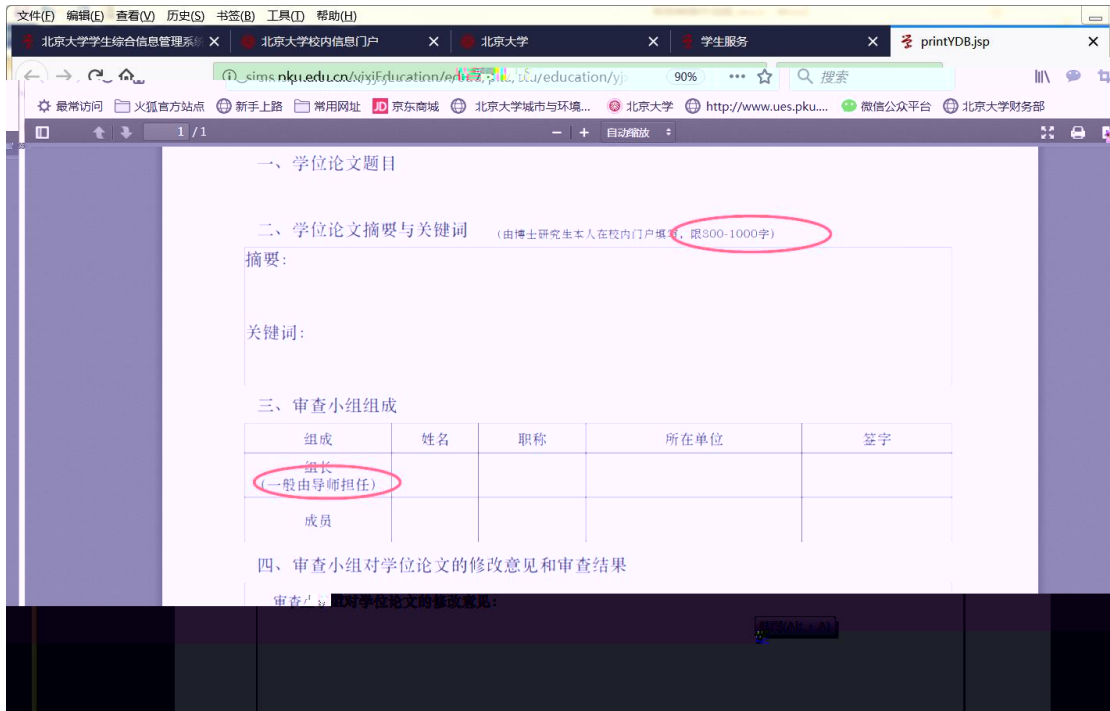 文件(F) 编辑(E) 查看(V) 历史(S) 书签(B) 工具(T) 帮助(H)
北京大学学生综合信息管理系统 × 北京大学校内信息门户 × 北京大学 × 学生服务 × printYDB.jsp ×
sims.pku.edu.cn 90% 搜索
最常访问 火狐官方站点 新手上路 常用网址 JD 京东商城 北京大学城市与环境... 北京大学 http://www.ues.pku.... 微信公众平台 北京大学财务部
1 / 1 − + 自动缩放
一、学位论文题目
二、学位论文摘要与关键词 (由博士研究生本人在校内门户填写，限800-1000字)
摘要:
关键词:
三、审查小组组成
组成 姓名 职称 所在单位 签字
组长
(一般由导师担任)
成员
四、审查小组对学位论文的修改意见和审查结果
审查小组对学位论文的修改意见: